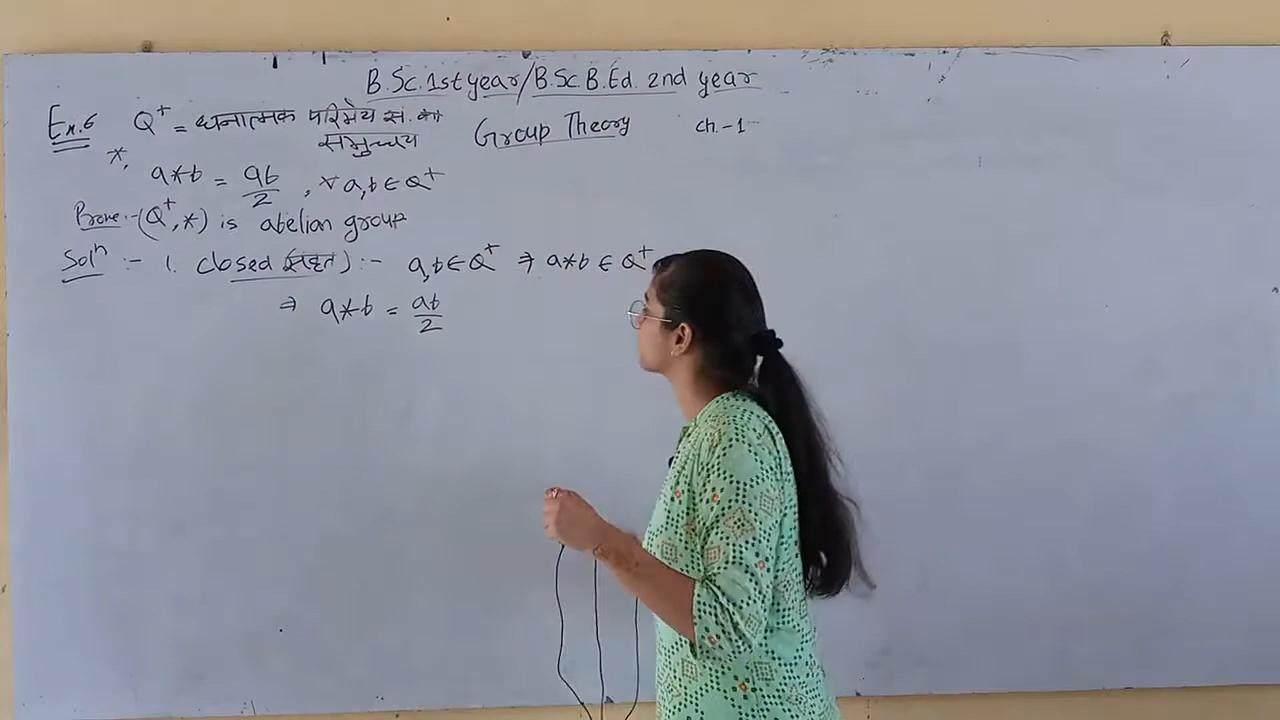 B.Sc. 1st year/B.Sc.B.Ed. 2nd year
Group Theory ch.-1
Ex.6 Q⁺ = धनात्मक परिमेय सं. का
समुच्चय
*,
a*b = ab/2 , ∀ a,b ∈ Q⁺
Prove:- (Q⁺,*) is abelian group
Solⁿ :- 1. closed (संवृत) :- a,b ∈ Q⁺ ⇒ a*b ∈ Q⁺
⇒ a*b = ab/2